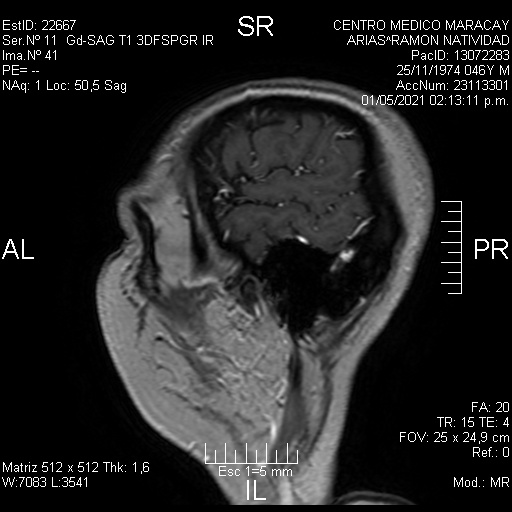 EstID: 22667
Ser.Nº 11 Gd-SAG T1 3DFSPGR IR
Ima.Nº 41
PE= --
NAq: 1 Loc: 50,5 Sag
SR
CENTRO MEDICO MARACAY
ARIAS^RAMON NATIVIDAD
PacID: 13072283
25/11/1974 046Y M
AccNum: 23113301
01/05/2021 02:13:11 p.m.
AL
PR
FA: 20
TR: 15 TE: 4
FOV: 25 x 24,9 cm
Ref.: 0
Matriz 512 x 512 Thk: 1,6
W:7083 L:3541
Esc 1=5 mm
IL
Mod.: MR